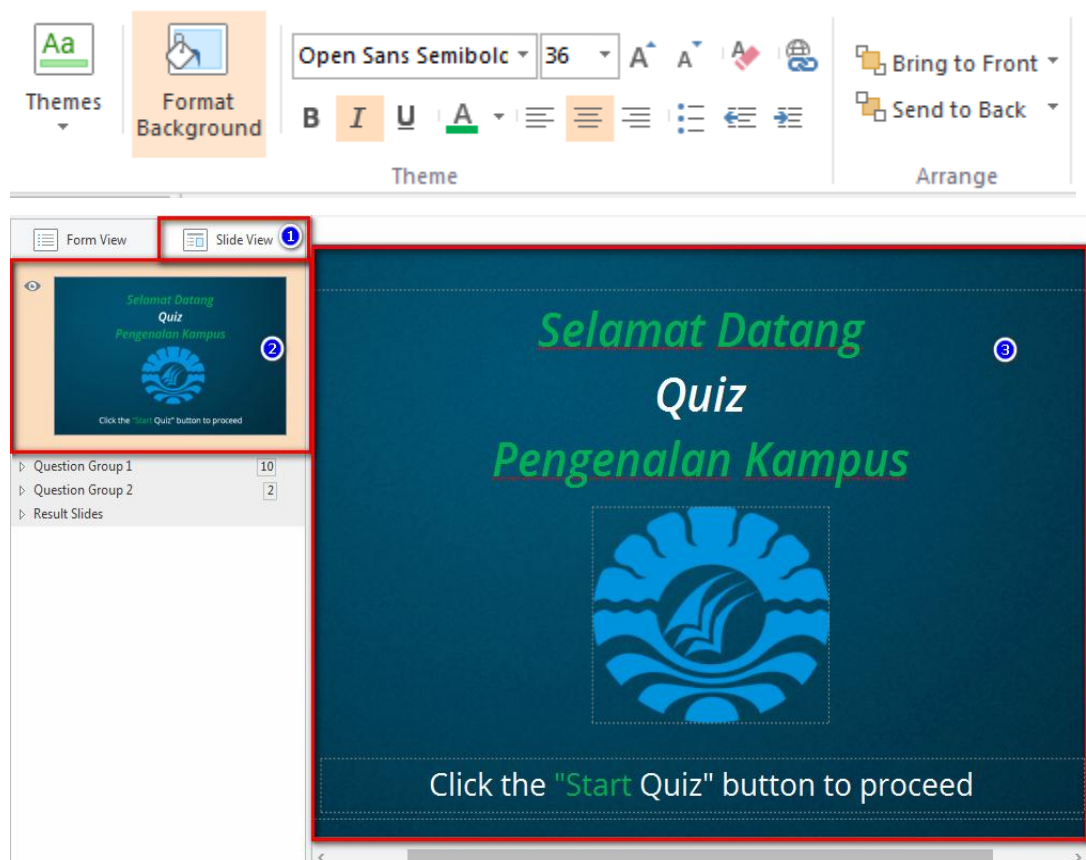 Aa
Themes
Format
Background
Open Sans Semibolc 36 A A A
B I U A
Theme
Bring to Front
Send to Back
Arrange
Form View
Slide View 1
Selamat Datang
Quiz
Pengenalan Kampus
2
Click the "Start Quiz" button to proceed
Question Group 1 10
Question Group 2 2
Result Slides
Selamat Datang
3
Quiz
Pengenalan Kampus
Click the "Start Quiz" button to proceed